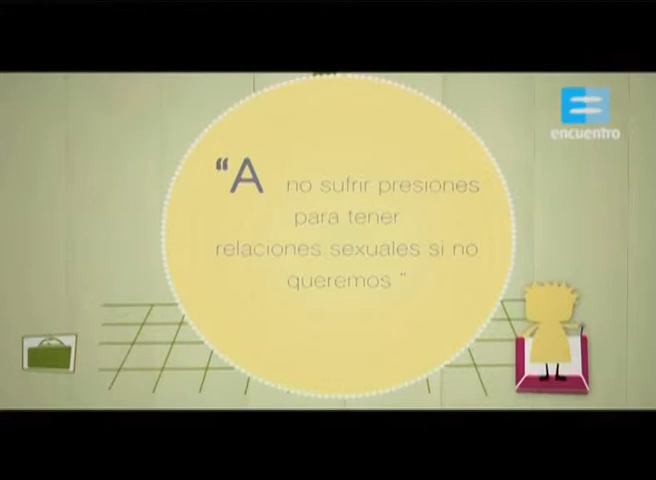 encuentro
“A no sufrir presiones
para tener
relaciones sexuales si no
queremos ”